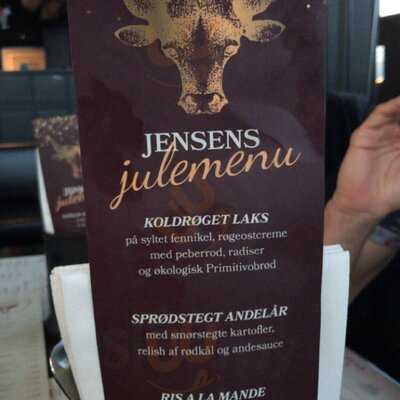 JENSENS
julemenu
KOLDRØGET LAKS
på syltet fennikel, røgeostcreme
med peberrod, radiser
og økologisk Primitivobrød
SPRØDSTEGT ANDELÅR
med smørstegte kartofler,
relish af rødkål og andesauce
RIS A LA MANDE